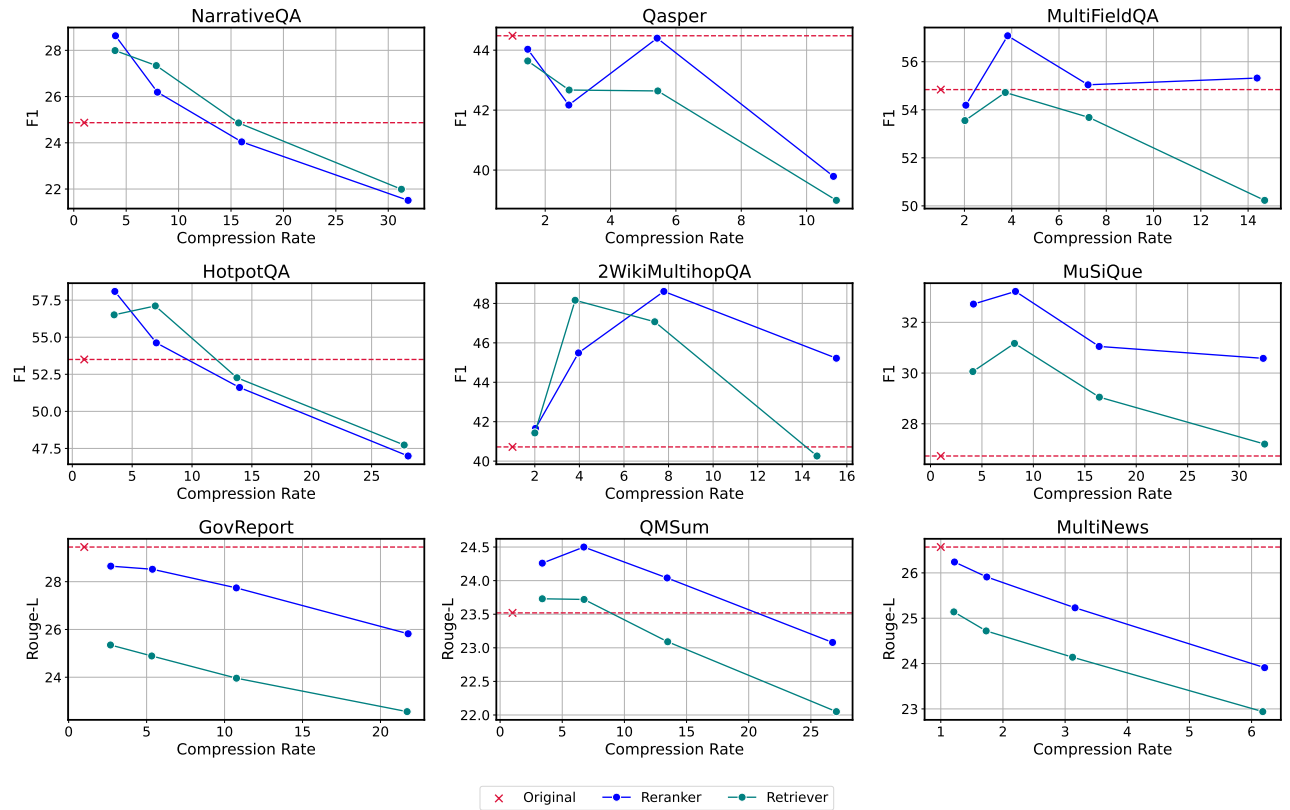 NarrativeQA
F1
28
26
24
22
0 5 10 15 20 25 30
Compression Rate
Qasper
F1
44
42
40
2 4 6 8 10
Compression Rate
MultiFieldQA
F1
56
54
52
50
2 4 6 8 10 12 14
Compression Rate
HotpotQA
F1
57.5
55.0
52.5
50.0
47.5
0 5 10 15 20 25
Compression Rate
2WikiMultihopQA
F1
48
46
44
42
40
2 4 6 8 10 12 14 16
Compression Rate
MuSiQue
F1
32
30
28
0 5 10 15 20 25 30
Compression Rate
GovReport
Rouge-L
28
26
24
0 5 10 15 20
Compression Rate
QMSum
Rouge-L
24.5
24.0
23.5
23.0
22.5
22.0
0 5 10 15 20 25
Compression Rate
MultiNews
Rouge-L
26
25
24
23
1 2 3 4 5 6
Compression Rate
Original Reranker Retriever